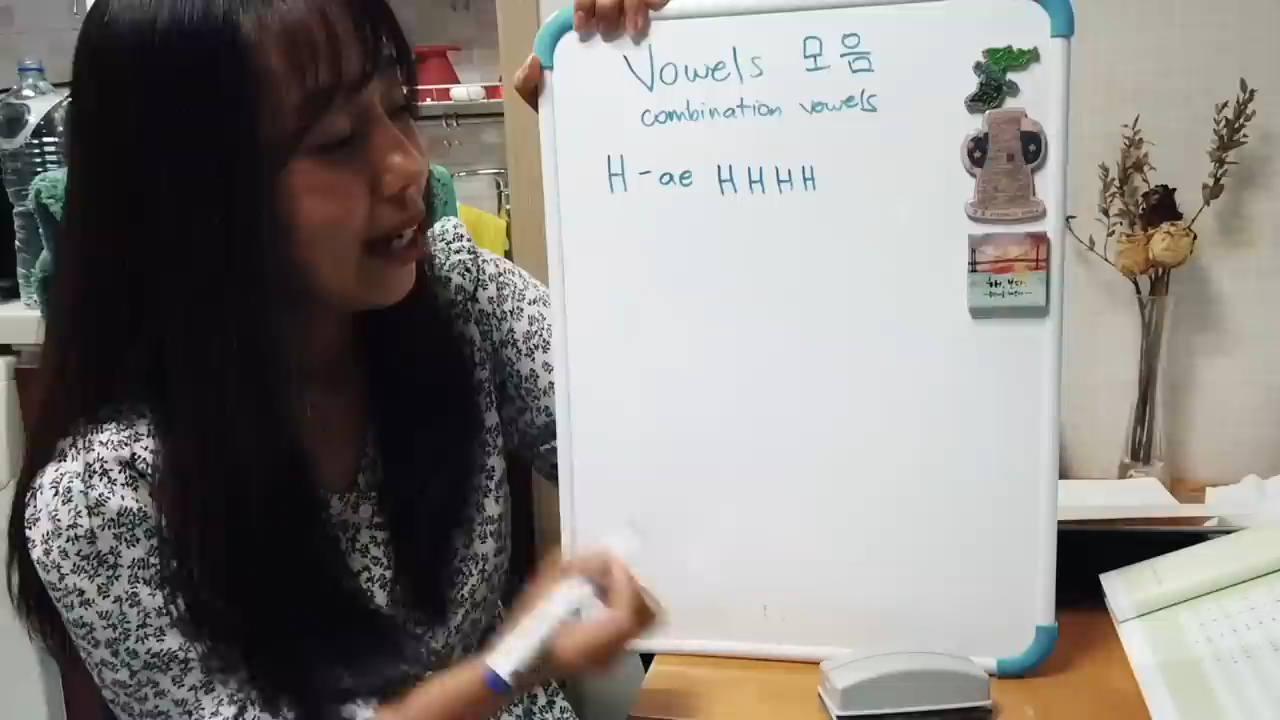 Vowels 모음
combination vowels
ㅐ-ae ㅐㅐㅐㅐ